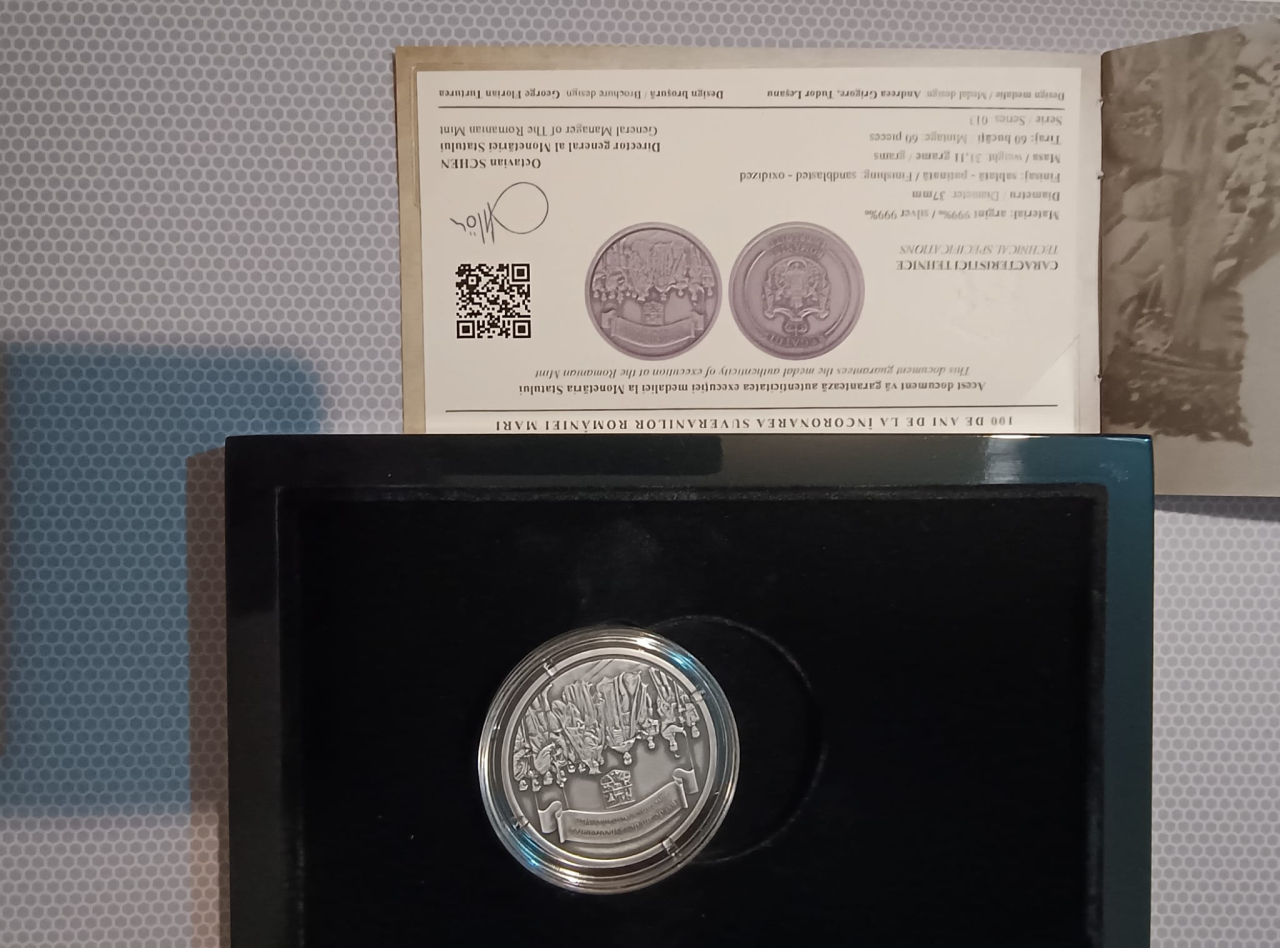 100 DE ANI DE LA ÎNCORONAREA SUVERANILOR ROMÂNIEI MARI
Acest document vă garantează autenticitatea execuției medaliei la Monetăria Statului
This document guarantees the authenticity of execution of the medal at the Romanian Mint
CARACTERISTICI TEHNICE
TECHNICAL SPECIFICATIONS
Material: argint 999‰ / silver 999‰
Diametru / Diameter: 37mm
Finisaj: sablată - patinată / Finishing: sandblasted - oxidized
Masa / weight: 31,11 grame / grams
Tiraj: 60 bucăți / Mintage: 60 pieces
Serie / Series: 013
Octavian SCHEN
Director general al Monetăriei Statului
General Manager of The Romanian Mint
Design medalie / Medal design: Andreea Grigore, Tudor Leșanu
Design broșură / Brochure design: George Florian Turturea